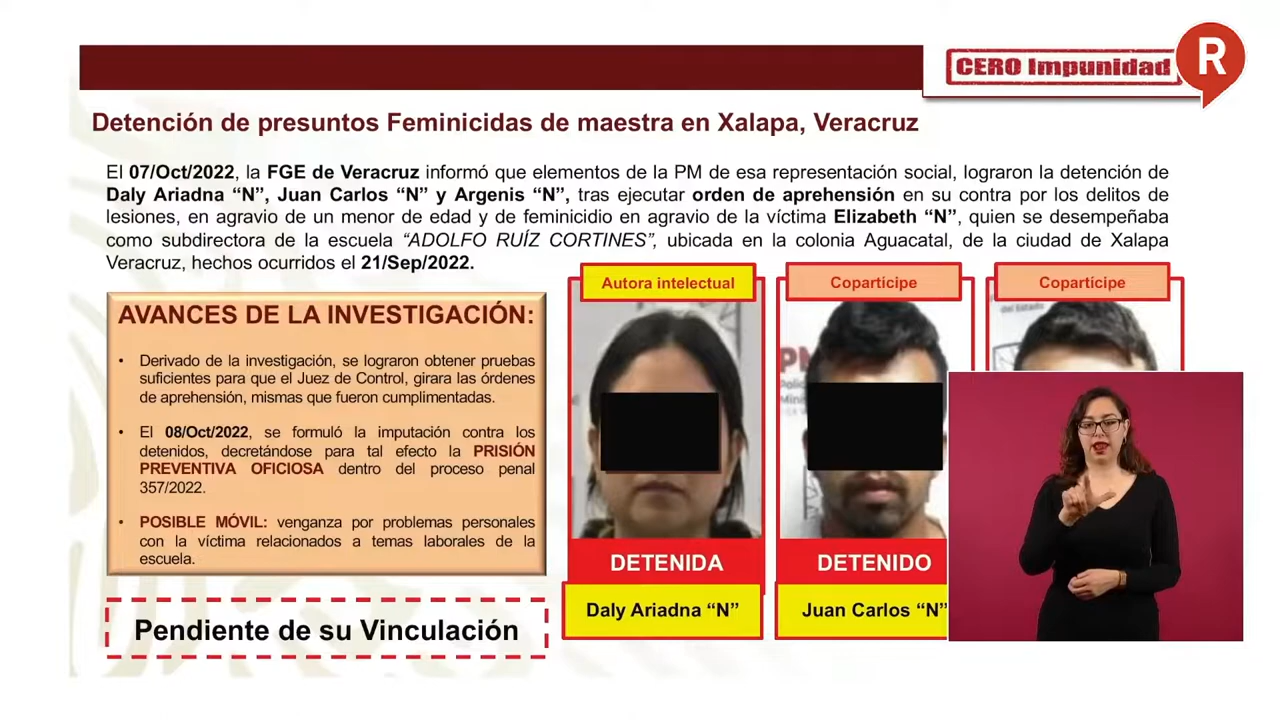 CERO Impunidad
R
Detención de presuntos Feminicidas de maestra en Xalapa, Veracruz
El 07/Oct/2022, la FGE de Veracruz informó que elementos de la PM de esa representación social, lograron la detención de
Daly Ariadna “N”, Juan Carlos “N” y Argenis “N”, tras ejecutar orden de aprehensión en su contra por los delitos de
lesiones, en agravio de un menor de edad y de feminicidio en agravio de la víctima Elizabeth “N”, quien se desempeñaba
como subdirectora de la escuela “ADOLFO RUÍZ CORTINES”, ubicada en la colonia Aguacatal, de la ciudad de Xalapa
Veracruz, hechos ocurridos el 21/Sep/2022.
AVANCES DE LA INVESTIGACIÓN:
• Derivado de la investigación, se lograron obtener pruebas
suficientes para que el Juez de Control, girara las órdenes
de aprehensión, mismas que fueron cumplimentadas.
• El 08/Oct/2022, se formuló la imputación contra los
detenidos, decretándose para tal efecto la PRISIÓN
PREVENTIVA OFICIOSA dentro del proceso penal
357/2022.
• POSIBLE MÓVIL: venganza por problemas personales
con la víctima relacionados a temas laborales de la
escuela.
Pendiente de su Vinculación
Autora intelectual
DETENIDA
Daly Ariadna “N”
Coparticipe
DETENIDO
Juan Carlos “N”
Copartícipe
del Estado